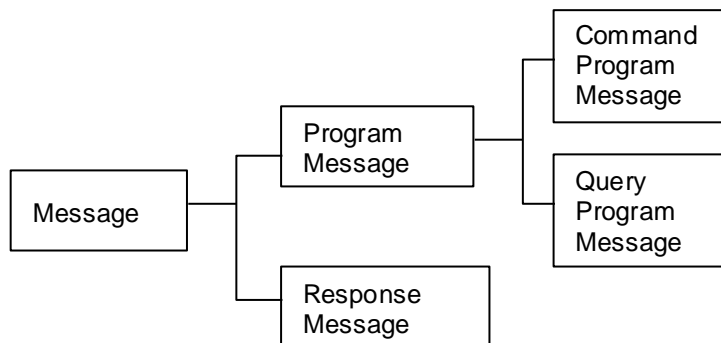 Message
Program
Message
Response
Message
Command
Program
Message
Query
Program
Message